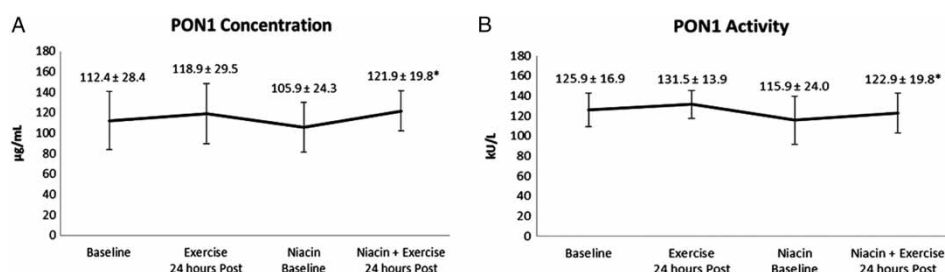 A
PON1 Concentration
180
160
140
120
100
80
60
40
20
0
µg/mL
112.4 ± 28.4
118.9 ± 29.5
105.9 ± 24.3
121.9 ± 19.8*
Baseline
Exercise
24 hours Post
Niacin
Baseline
Niacin + Exercise
24 hours Post
B
PON1 Activity
180
160
140
120
100
80
60
40
20
0
kU/L
125.9 ± 16.9
131.5 ± 13.9
115.9 ± 24.0
122.9 ± 19.8*
Baseline
Exercise
24 hours Post
Niacin
Baseline
Niacin + Exercise
24 hours Post